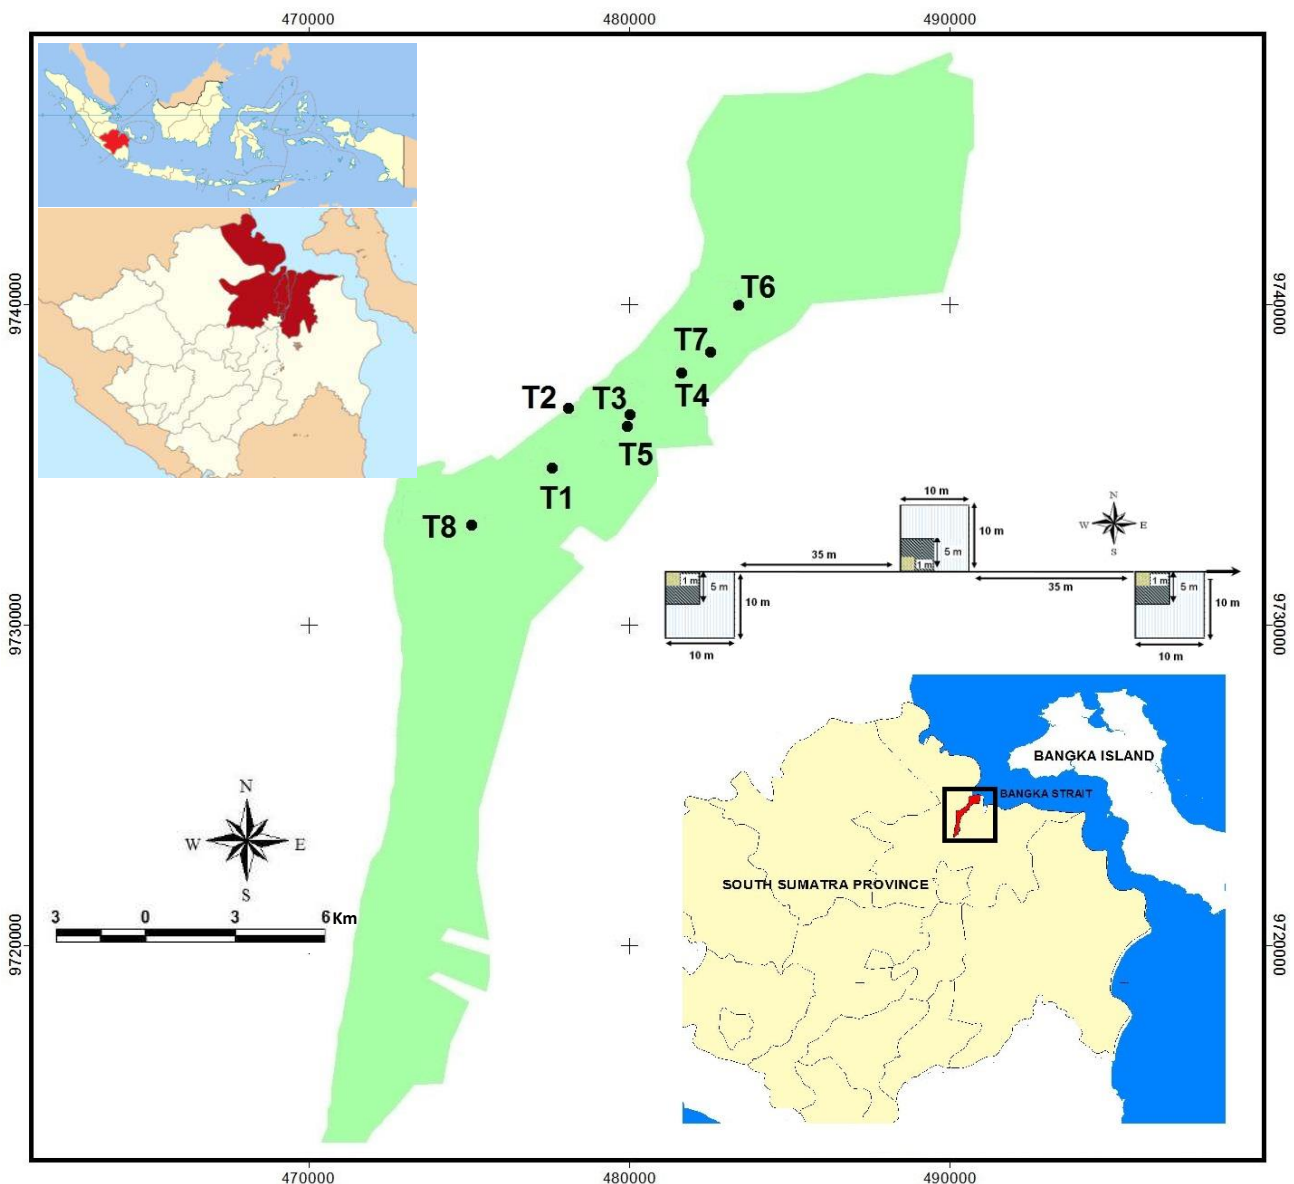 470000
480000
490000
9740000
9740000
T6
T7
T4
T2
T3
T5
T1
T8
10 m
10 m
5 m
1 m
N
W
E
S
35 m
35 m
1 m
5 m
10 m
10 m
1 m
5 m
10 m
10 m
9730000
9730000
BANGKA ISLAND
BANGKA STRAIT
SOUTH SUMATRA PROVINCE
N
W
E
S
3 0 3 6 Km
9720000
9720000
470000
480000
490000